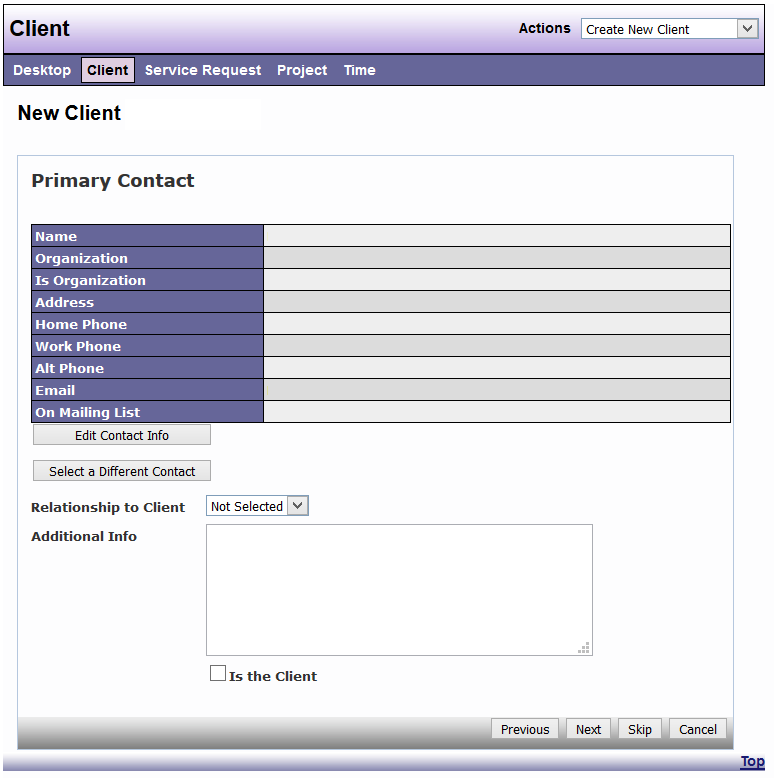 Client
Actions Create New Client
Desktop Client Service Request Project Time
New Client
Primary Contact
Name
Organization
Is Organization
Address
Home Phone
Work Phone
Alt Phone
Email
On Mailing List
Edit Contact Info
Select a Different Contact
Relationship to Client Not Selected
Additional Info
Is the Client
Previous Next Skip Cancel
Top